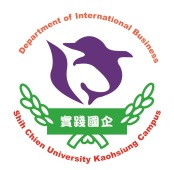 Department of International Business
實踐國企
Shih Chien University Kaohsiung Campus